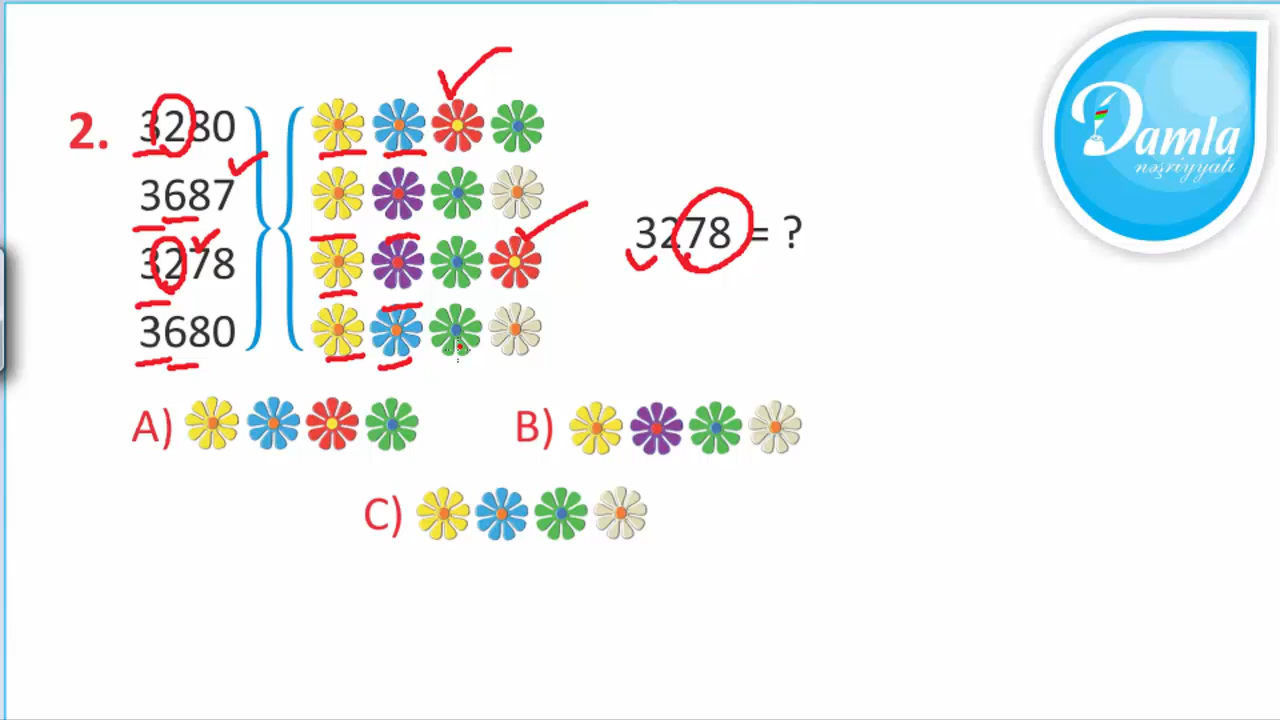 2. 3280
3687
3278
3680
3278 = ?
A)
B)
C)
Damla
nəşriyyatı